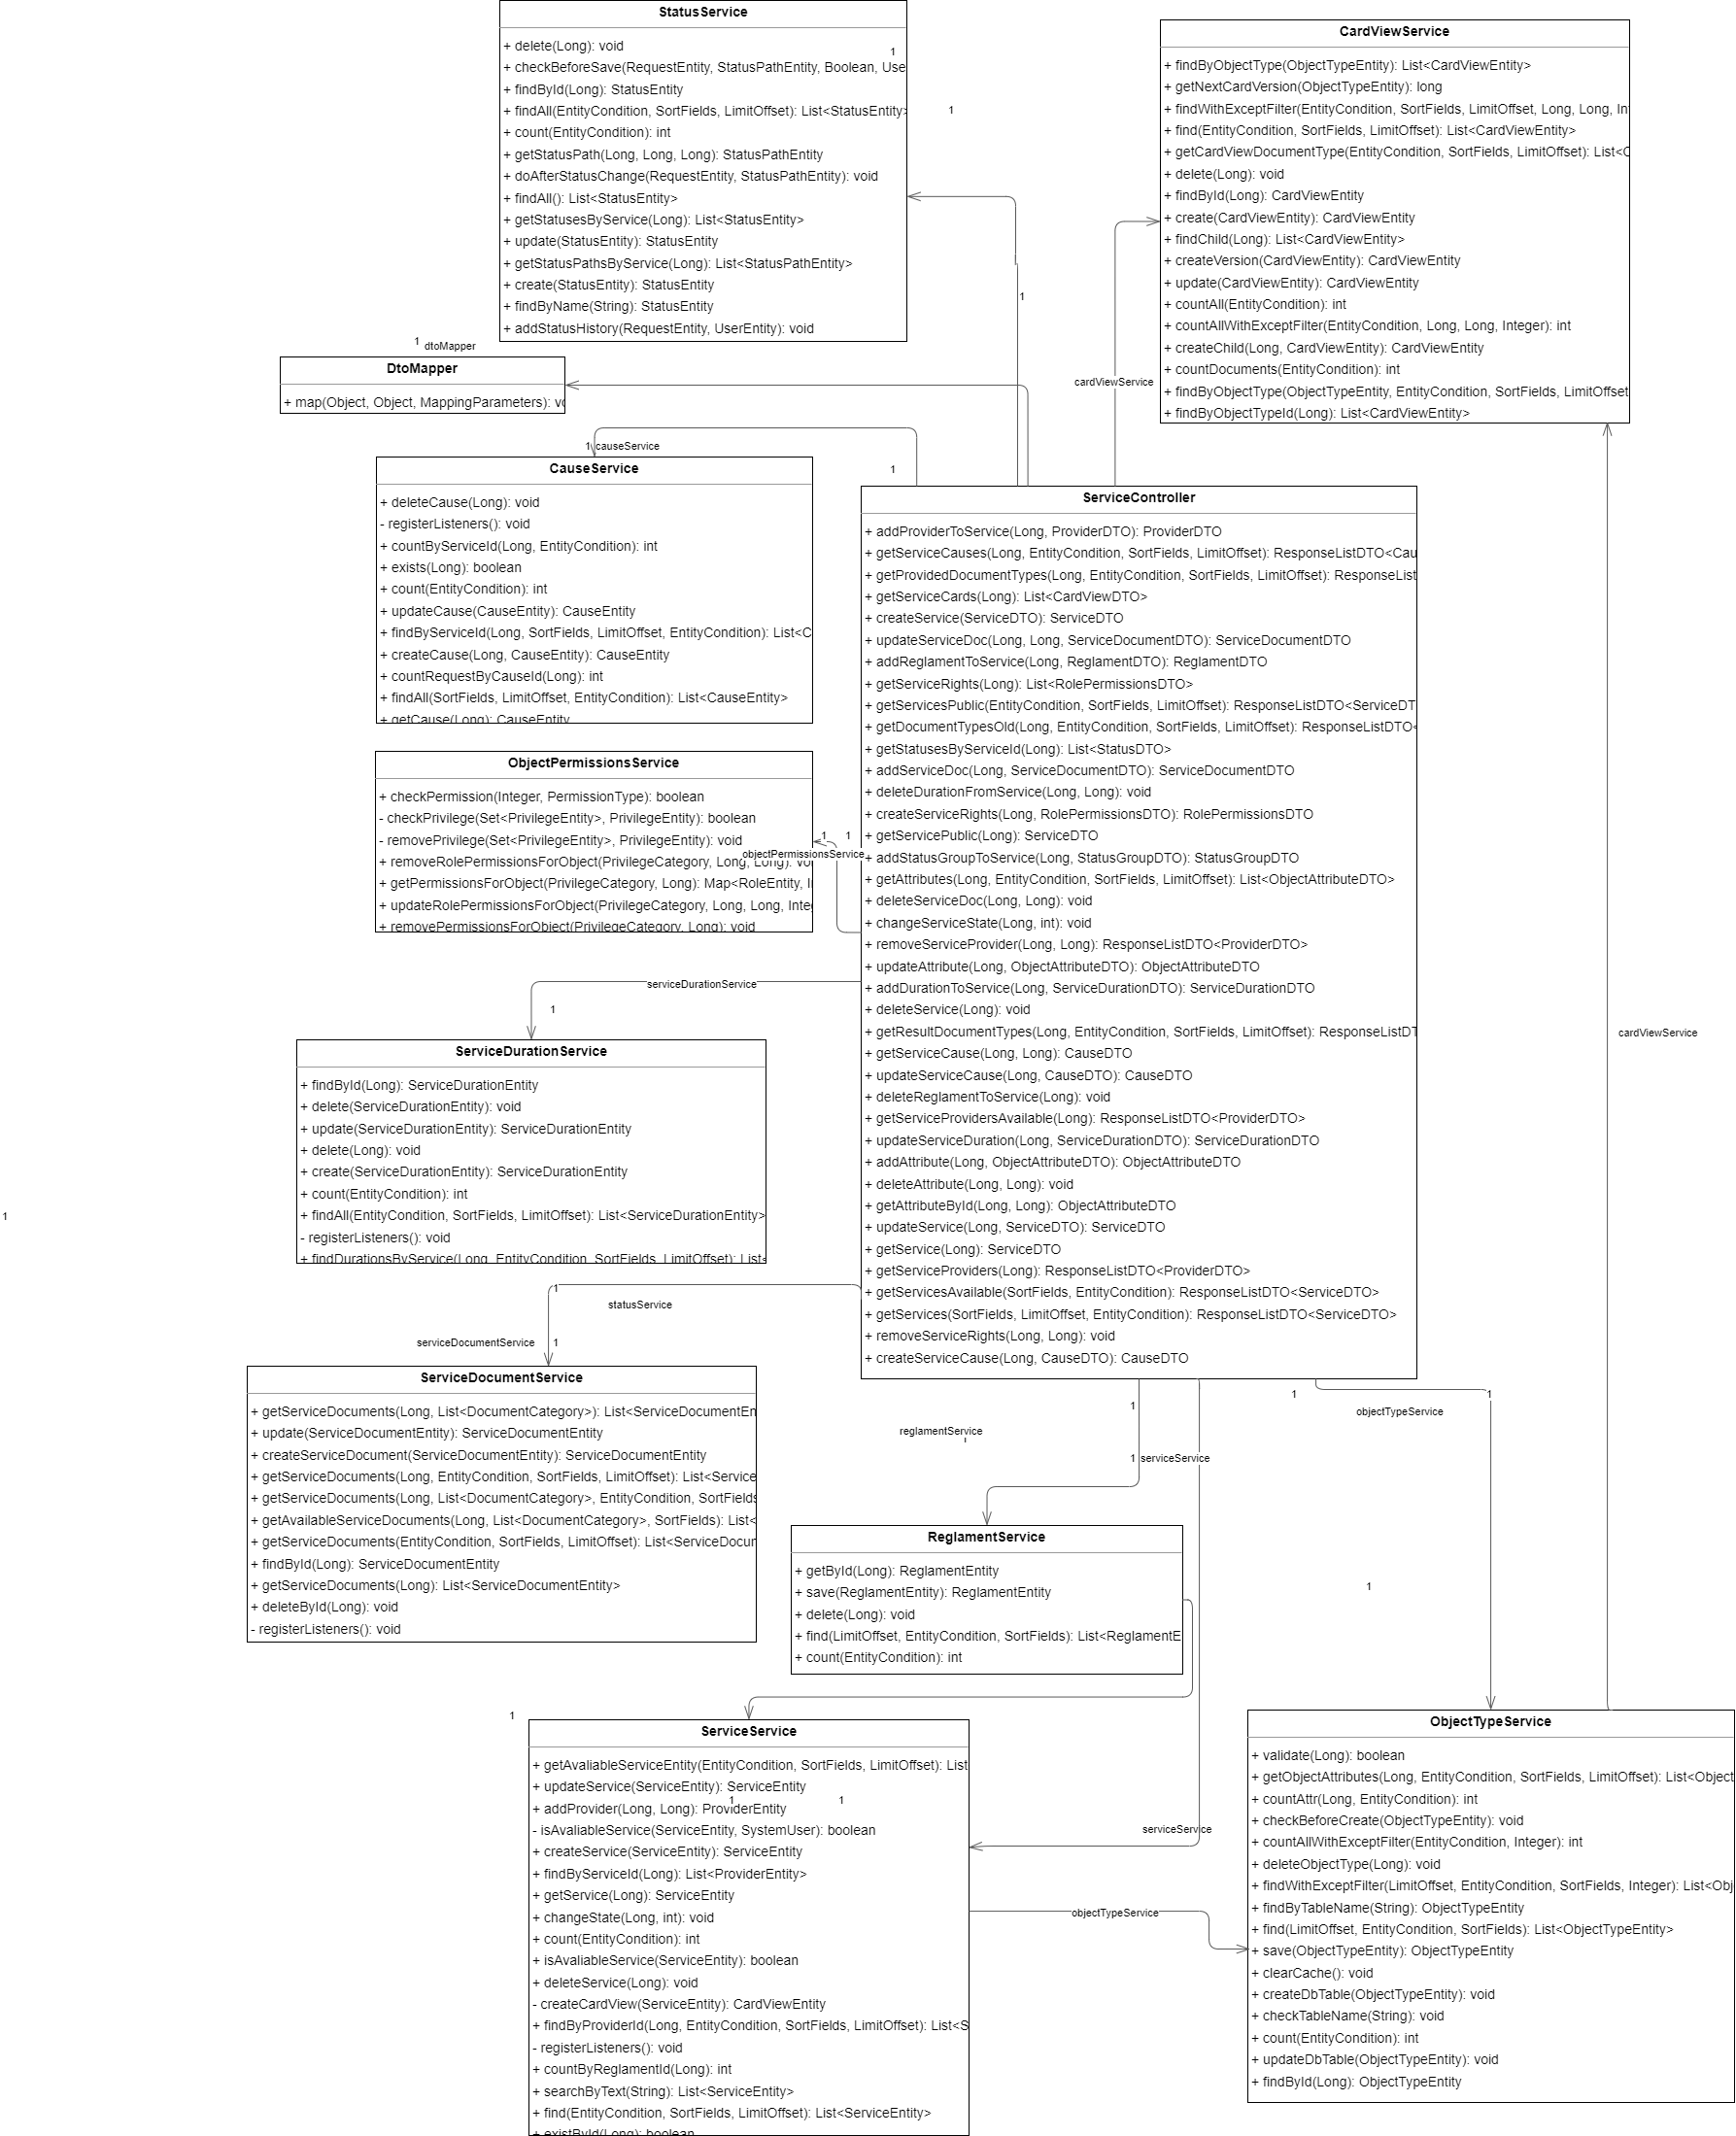 StatusService
+ delete(Long): void
+ checkBeforeSave(RequestEntity, StatusPathEntity, Boolean, Use
+ findById(Long): StatusEntity
+ findAll(EntityCondition, SortFields, LimitOffset): List<StatusEntity>
+ count(EntityCondition): int
+ getStatusPath(Long, Long, Long): StatusPathEntity
+ doAfterStatusChange(RequestEntity, StatusPathEntity): void
+ findAll(): List<StatusEntity>
+ getStatusesByService(Long): List<StatusEntity>
+ update(StatusEntity): StatusEntity
+ getStatusPathsByService(Long): List<StatusPathEntity>
+ create(StatusEntity): StatusEntity
+ findByName(String): StatusEntity
+ addStatusHistory(RequestEntity, UserEntity): void
1
1
1
CardViewService
+ findByObjectType(ObjectTypeEntity): List<CardViewEntity>
+ getNextCardVersion(ObjectTypeEntity): long
+ findWithExceptFilter(EntityCondition, SortFields, LimitOffset, Long, Long, In
+ find(EntityCondition, SortFields, LimitOffset): List<CardViewEntity>
+ getCardViewDocumentType(EntityCondition, SortFields, LimitOffset): List<C
+ delete(Long): void
+ findById(Long): CardViewEntity
+ create(CardViewEntity): CardViewEntity
+ findChild(Long): List<CardViewEntity>
+ createVersion(CardViewEntity): CardViewEntity
+ update(CardViewEntity): CardViewEntity
+ countAll(EntityCondition): int
+ countAllWithExceptFilter(EntityCondition, Long, Long, Integer): int
+ createChild(Long, CardViewEntity): CardViewEntity
+ countDocuments(EntityCondition): int
+ findByObjectType(ObjectTypeEntity, EntityCondition, SortFields, LimitOffset
+ findByObjectTypeId(Long): List<CardViewEntity>
cardViewService
1 dtoMapper
DtoMapper
+ map(Object, Object, MappingParameters): vo
1 causeService
1
CauseService
+ deleteCause(Long): void
- registerListeners(): void
+ countByServiceId(Long, EntityCondition): int
+ exists(Long): boolean
+ count(EntityCondition): int
+ updateCause(CauseEntity): CauseEntity
+ findByServiceId(Long, SortFields, LimitOffset, EntityCondition): List<C
+ createCause(Long, CauseEntity): CauseEntity
+ countRequestByCauseId(Long): int
+ findAll(SortFields, LimitOffset, EntityCondition): List<CauseEntity>
+ getCause(Long): CauseEntity
ServiceController
+ addProviderToService(Long, ProviderDTO): ProviderDTO
+ getServiceCauses(Long, EntityCondition, SortFields, LimitOffset): ResponseListDTO<Cau
+ getProvidedDocumentTypes(Long, EntityCondition, SortFields, LimitOffset): ResponseList
+ getServiceCards(Long): List<CardViewDTO>
+ createService(ServiceDTO): ServiceDTO
+ updateServiceDoc(Long, Long, ServiceDocumentDTO): ServiceDocumentDTO
+ addReglamentToService(Long, ReglamentDTO): ReglamentDTO
+ getServiceRights(Long): List<RolePermissionsDTO>
+ getServicesPublic(EntityCondition, SortFields, LimitOffset): ResponseListDTO<ServiceDT
+ getDocumentTypesOld(Long, EntityCondition, SortFields, LimitOffset): ResponseListDTO<
+ getStatusesByServiceId(Long): List<StatusDTO>
+ addServiceDoc(Long, ServiceDocumentDTO): ServiceDocumentDTO
+ deleteDurationFromService(Long, Long): void
+ createServiceRights(Long, RolePermissionsDTO): RolePermissionsDTO
+ getServicePublic(Long): ServiceDTO
+ addStatusGroupToService(Long, StatusGroupDTO): StatusGroupDTO
+ getAttributes(Long, EntityCondition, SortFields, LimitOffset): List<ObjectAttributeDTO>
+ deleteServiceDoc(Long, Long): void
+ changeServiceState(Long, int): void
+ removeServiceProvider(Long, Long): ResponseListDTO<ProviderDTO>
+ updateAttribute(Long, ObjectAttributeDTO): ObjectAttributeDTO
+ addDurationToService(Long, ServiceDurationDTO): ServiceDurationDTO
+ deleteService(Long): void
+ getResultDocumentTypes(Long, EntityCondition, SortFields, LimitOffset): ResponseListDT
+ getServiceCause(Long, Long): CauseDTO
+ updateServiceCause(Long, CauseDTO): CauseDTO
+ deleteReglamentToService(Long): void
+ getServiceProvidersAvailable(Long): ResponseListDTO<ProviderDTO>
+ updateServiceDuration(Long, ServiceDurationDTO): ServiceDurationDTO
+ addAttribute(Long, ObjectAttributeDTO): ObjectAttributeDTO
+ deleteAttribute(Long, Long): void
+ getAttributeById(Long, Long): ObjectAttributeDTO
+ updateService(Long, ServiceDTO): ServiceDTO
+ getService(Long): ServiceDTO
+ getServiceProviders(Long): ResponseListDTO<ProviderDTO>
+ getServicesAvailable(SortFields, EntityCondition): ResponseListDTO<ServiceDTO>
+ getServices(SortFields, LimitOffset, EntityCondition): ResponseListDTO<ServiceDTO>
+ removeServiceRights(Long, Long): void
+ createServiceCause(Long, CauseDTO): CauseDTO
ObjectPermissionsService
+ checkPermission(Integer, PermissionType): boolean
- checkPrivilege(Set<PrivilegeEntity>, PrivilegeEntity): boolean
- removePrivilege(Set<PrivilegeEntity>, PrivilegeEntity): void
+ removeRolePermissionsForObject(PrivilegeCategory, Long, Long): voi
+ getPermissionsForObject(PrivilegeCategory, Long): Map<RoleEntity, I
+ updateRolePermissionsForObject(PrivilegeCategory, Long, Long, Inte
+ removePermissionsForObject(PrivilegeCategory, Long): void
1 1
objectPermissionsService
serviceDurationService
1
ServiceDurationService
+ findById(Long): ServiceDurationEntity
+ delete(ServiceDurationEntity): void
+ update(ServiceDurationEntity): ServiceDurationEntity
+ delete(Long): void
+ create(ServiceDurationEntity): ServiceDurationEntity
+ count(EntityCondition): int
+ findAll(EntityCondition, SortFields, LimitOffset): List<ServiceDurationEntity>
- registerListeners(): void
+ findDurationsByService(Long, EntityCondition, SortFields, LimitOffset): List<
cardViewService
1
1
statusService
serviceDocumentService 1
ServiceDocumentService
+ getServiceDocuments(Long, List<DocumentCategory>): List<ServiceDocumentEn
+ update(ServiceDocumentEntity): ServiceDocumentEntity
+ createServiceDocument(ServiceDocumentEntity): ServiceDocumentEntity
+ getServiceDocuments(Long, EntityCondition, SortFields, LimitOffset): List<Service
+ getServiceDocuments(Long, List<DocumentCategory>, EntityCondition, SortFields
+ getAvailableServiceDocuments(Long, List<DocumentCategory>, SortFields): List<
+ getServiceDocuments(EntityCondition, SortFields, LimitOffset): List<ServiceDocum
+ findById(Long): ServiceDocumentEntity
+ getServiceDocuments(Long): List<ServiceDocumentEntity>
+ deleteById(Long): void
- registerListeners(): void
1
1 1
objectTypeService
reglamentService
1
1 serviceService
ReglamentService
+ getById(Long): ReglamentEntity
+ save(ReglamentEntity): ReglamentEntity
+ delete(Long): void
+ find(LimitOffset, EntityCondition, SortFields): List<ReglamentE
+ count(EntityCondition): int
1
1
ServiceService
+ getAvaliableServiceEntity(EntityCondition, SortFields, LimitOffset): List
+ updateService(ServiceEntity): ServiceEntity
1 1
+ addProvider(Long, Long): ProviderEntity
- isAvaliableService(ServiceEntity, SystemUser): boolean
+ createService(ServiceEntity): ServiceEntity
+ findByServiceId(Long): List<ProviderEntity>
+ getService(Long): ServiceEntity
+ changeState(Long, int): void
+ count(EntityCondition): int
+ isAvaliableService(ServiceEntity): boolean
+ deleteService(Long): void
- createCardView(ServiceEntity): CardViewEntity
+ findByProviderId(Long, EntityCondition, SortFields, LimitOffset): List<S
- registerListeners(): void
+ countByReglamentId(Long): int
+ searchByText(String): List<ServiceEntity>
+ find(EntityCondition, SortFields, LimitOffset): List<ServiceEntity>
+ existById(Long): boolean
serviceService
objectTypeService
ObjectTypeService
+ validate(Long): boolean
+ getObjectAttributes(Long, EntityCondition, SortFields, LimitOffset): List<Object
+ countAttr(Long, EntityCondition): int
+ checkBeforeCreate(ObjectTypeEntity): void
+ countAllWithExceptFilter(EntityCondition, Integer): int
+ deleteObjectType(Long): void
+ findWithExceptFilter(LimitOffset, EntityCondition, SortFields, Integer): List<Obj
+ findByTableName(String): ObjectTypeEntity
+ find(LimitOffset, EntityCondition, SortFields): List<ObjectTypeEntity>
+ save(ObjectTypeEntity): ObjectTypeEntity
+ clearCache(): void
+ createDbTable(ObjectTypeEntity): void
+ checkTableName(String): void
+ count(EntityCondition): int
+ updateDbTable(ObjectTypeEntity): void
+ findById(Long): ObjectTypeEntity